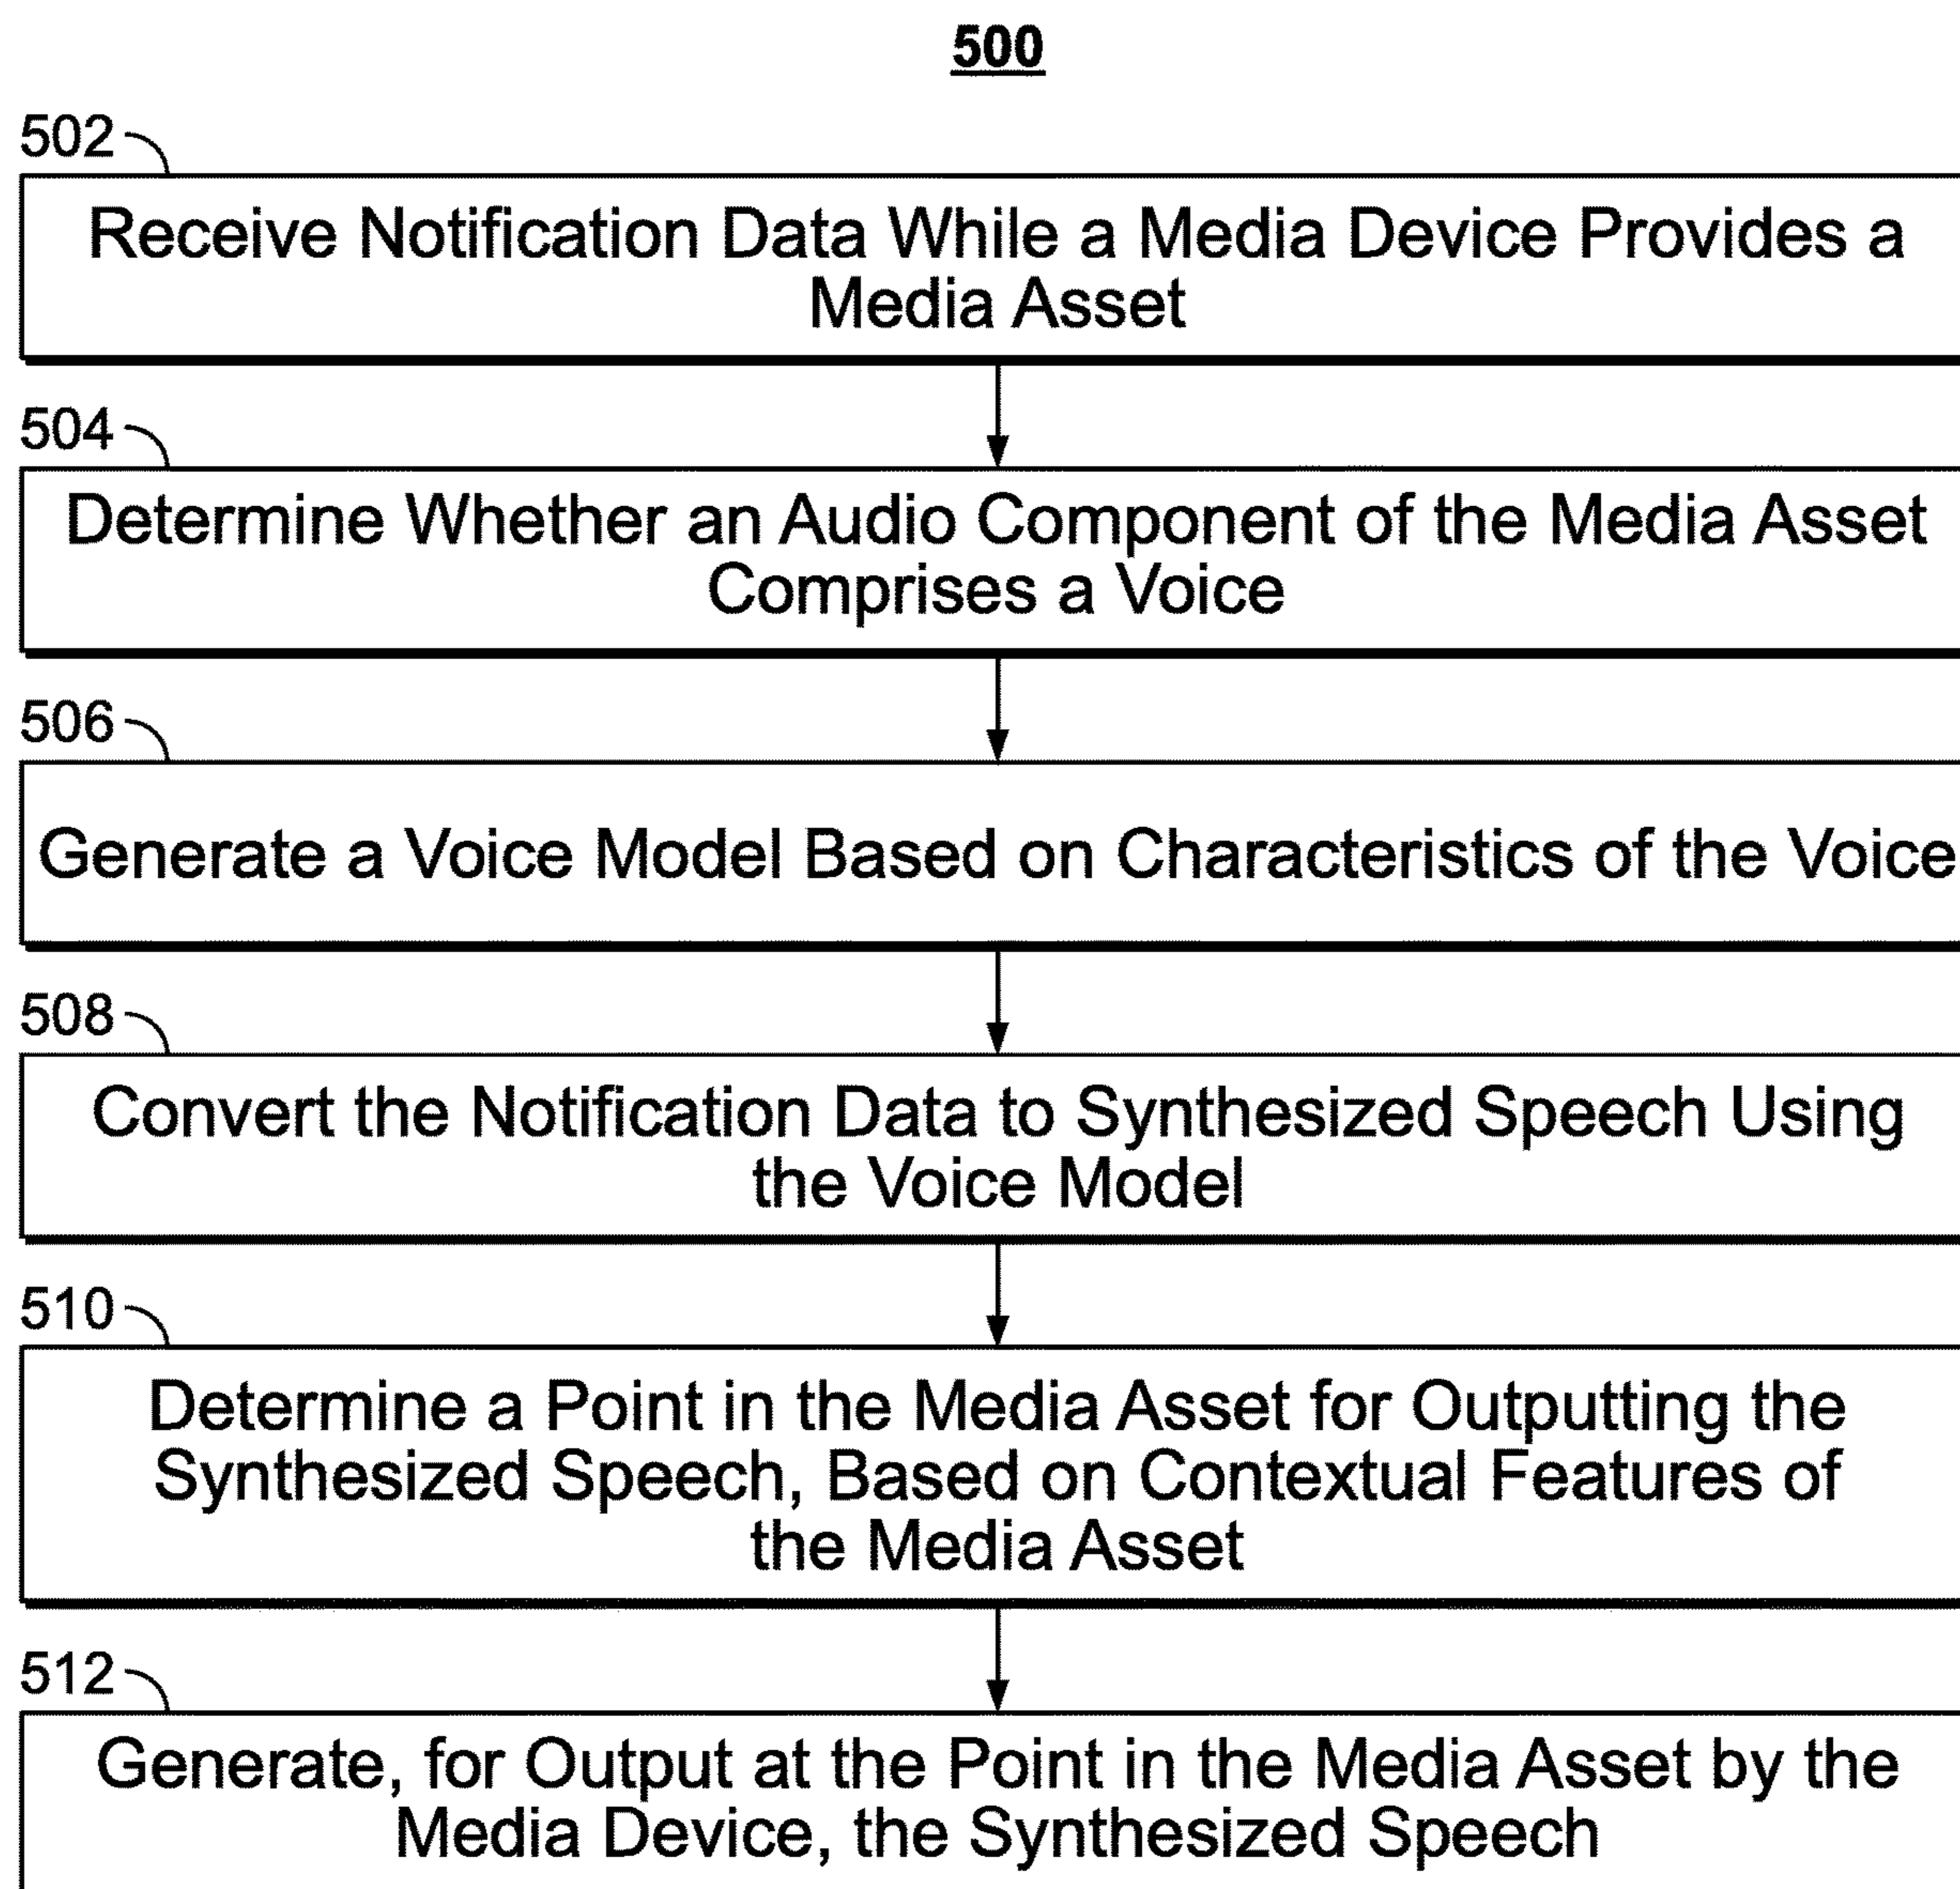 500
502
Receive Notification Data While a Media Device Provides a
Media Asset
504
Determine Whether an Audio Component of the Media Asset
Comprises a Voice
506
Generate a Voice Model Based on Characteristics of the Voice
508
Convert the Notification Data to Synthesized Speech Using
the Voice Model
510
Determine a Point in the Media Asset for Outputting the
Synthesized Speech, Based on Contextual Features of
the Media Asset
512
Generate, for Output at the Point in the Media Asset by the
Media Device, the Synthesized Speech